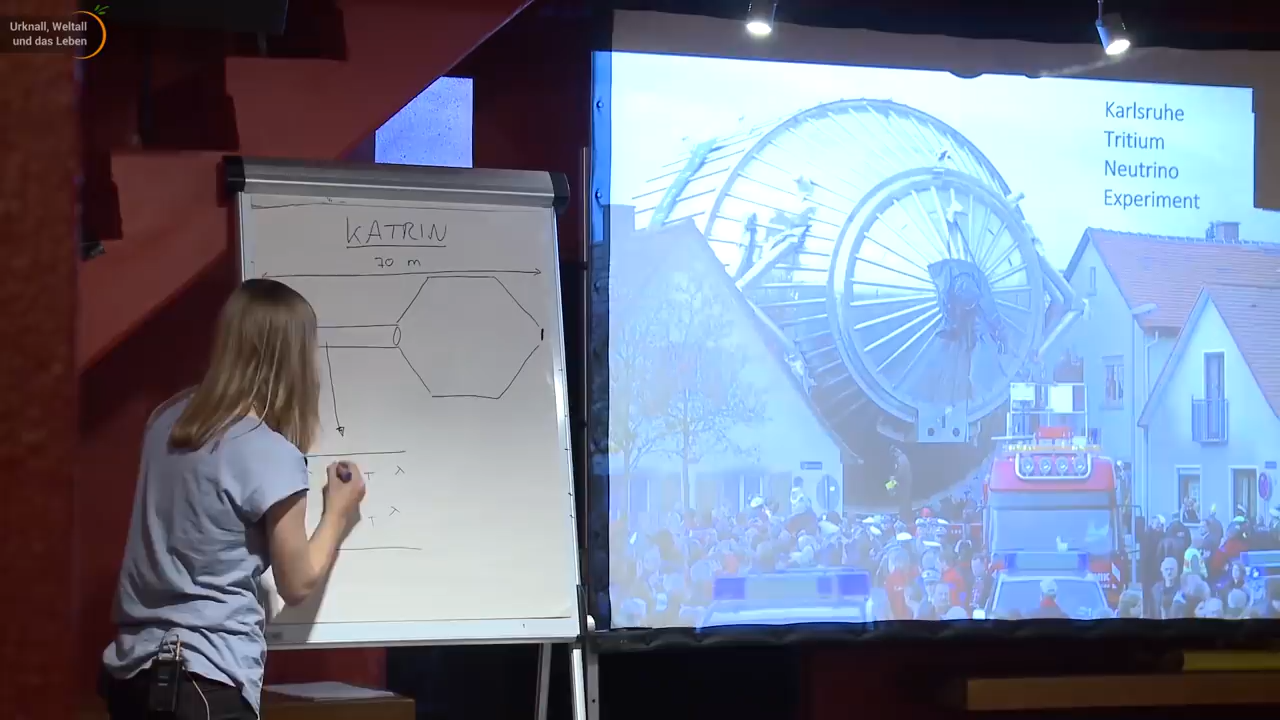 Urknall, Weltall
und das Leben
KATRIN
70 m
T
T
Karlsruhe
Tritium
Neutrino
Experiment